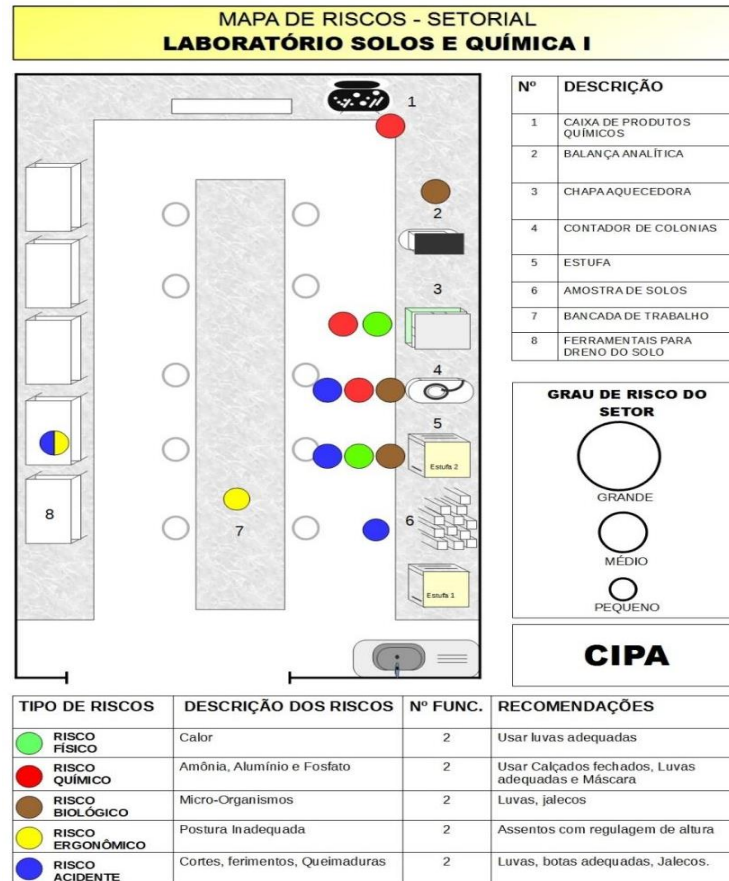 MAPA DE RISCOS - SETORIAL
LABORATÓRIO SOLOS E QUÍMICA I
1
2
3
4
5
Estufa 2
6
7
8
Estufa 1
Nº DESCRIÇÃO
1 CAIXA DE PRODUTOS
QUÍMICOS
2 BALANÇA ANALÍTICA
3 CHAPA AQUECEDORA
4 CONTADOR DE COLONIAS
5 ESTUFA
6 AMOSTRA DE SOLOS
7 BANCADA DE TRABALHO
8 FERRAMENTAIS PARA
DRENO DO SOLO
GRAU DE RISCO DO
SETOR
GRANDE
MÉDIO
PEQUENO
CIPA
TIPO DE RISCOS DESCRIÇÃO DOS RISCOS Nº FUNC. RECOMENDAÇÕES
RISCO
FÍSICO
Calor
2
Usar luvas adequadas
RISCO
QUÍMICO
Amônia, Alumínio e Fosfato
2
Usar Calçados fechados, Luvas
adequadas e Máscara
RISCO
BIOLÓGICO
Micro-Organismos
2
Luvas, jalecos
RISCO
ERGONÔMICO
Postura Inadequada
2
Assentos com regulagem de altura
RISCO
ACIDENTE
Cortes, ferimentos, Queimaduras
2
Luvas, botas adequadas, Jalecos.